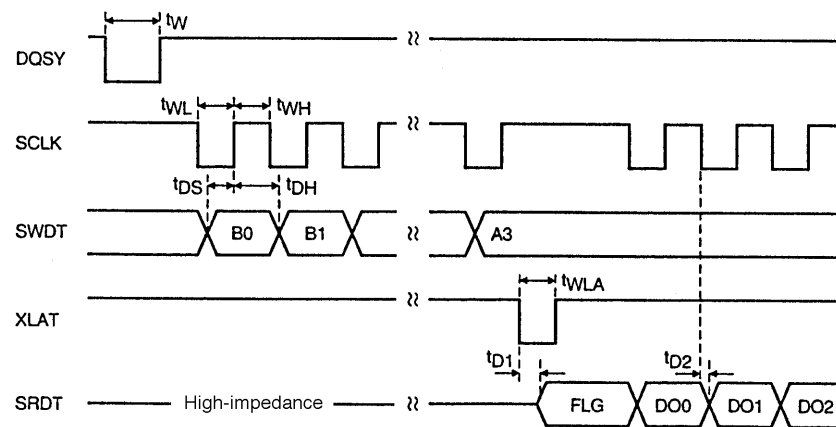 tW
DQSY
tWL tWH
SCLK
tDS tDH
SWDT B0 B1 A3
tWLA
XLAT
tD1 tD2
SRDT High-impedance FLG DO0 DO1 DO2